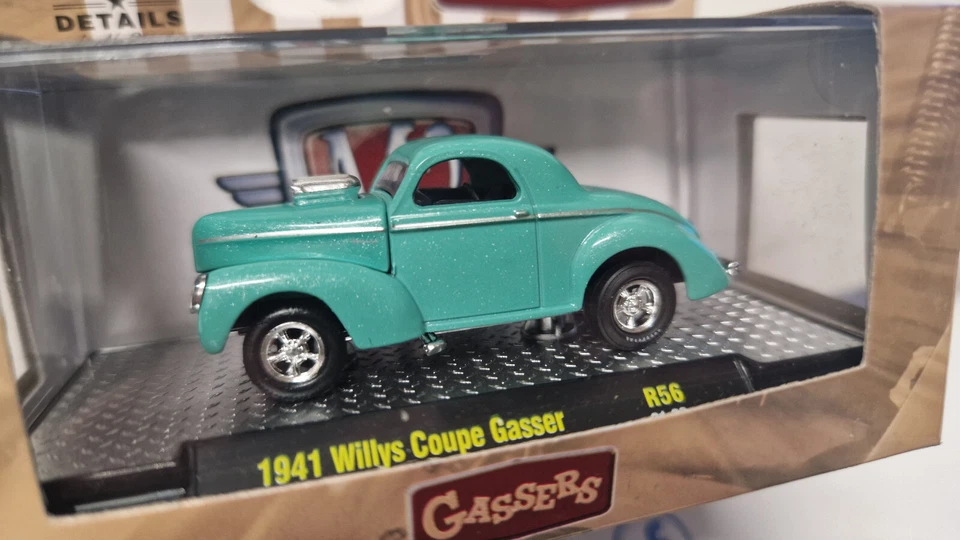 DETAILS
1941 Willys Coupe Gasser
R56
GASSERS